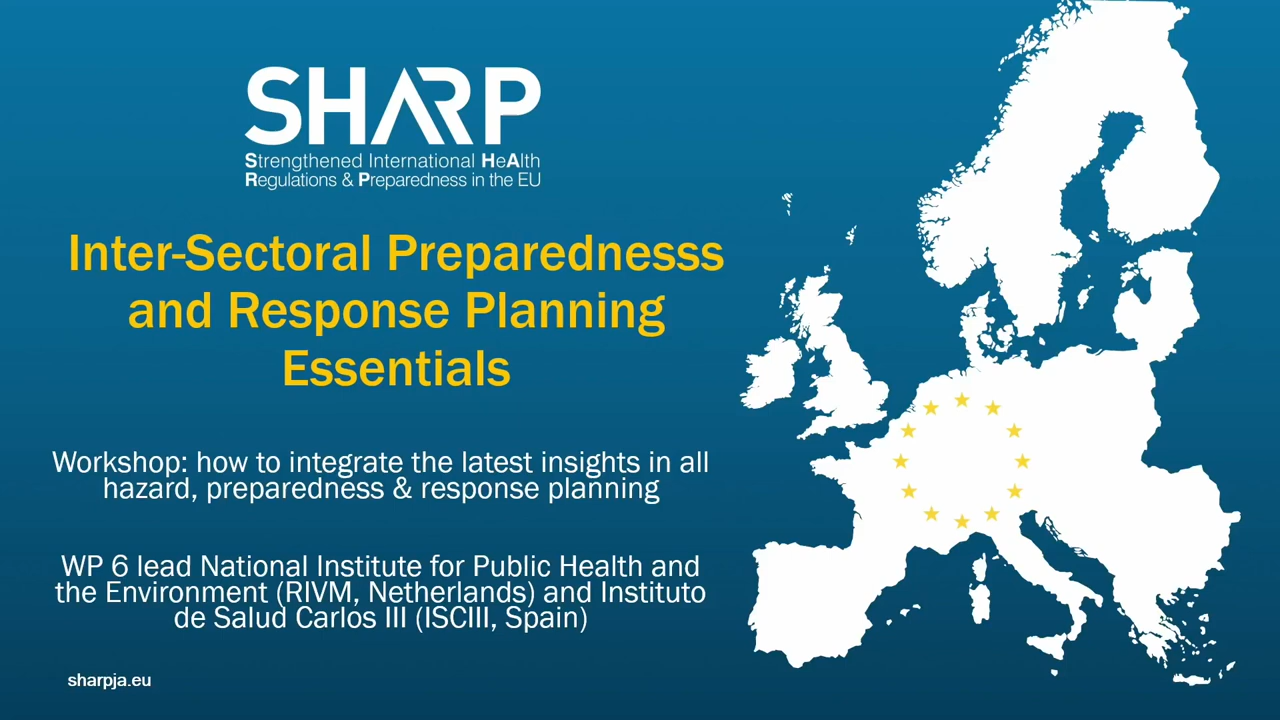 SHARP
Strengthened International HeAlth
Regulations & Preparedness in the EU
Inter-Sectoral Preparednesss
and Response Planning
Essentials
Workshop: how to integrate the latest insights in all
hazard, preparedness & response planning
WP 6 lead National Institute for Public Health and
the Environment (RIVM, Netherlands) and Instituto
de Salud Carlos III (ISCIII, Spain)
sharpja.eu